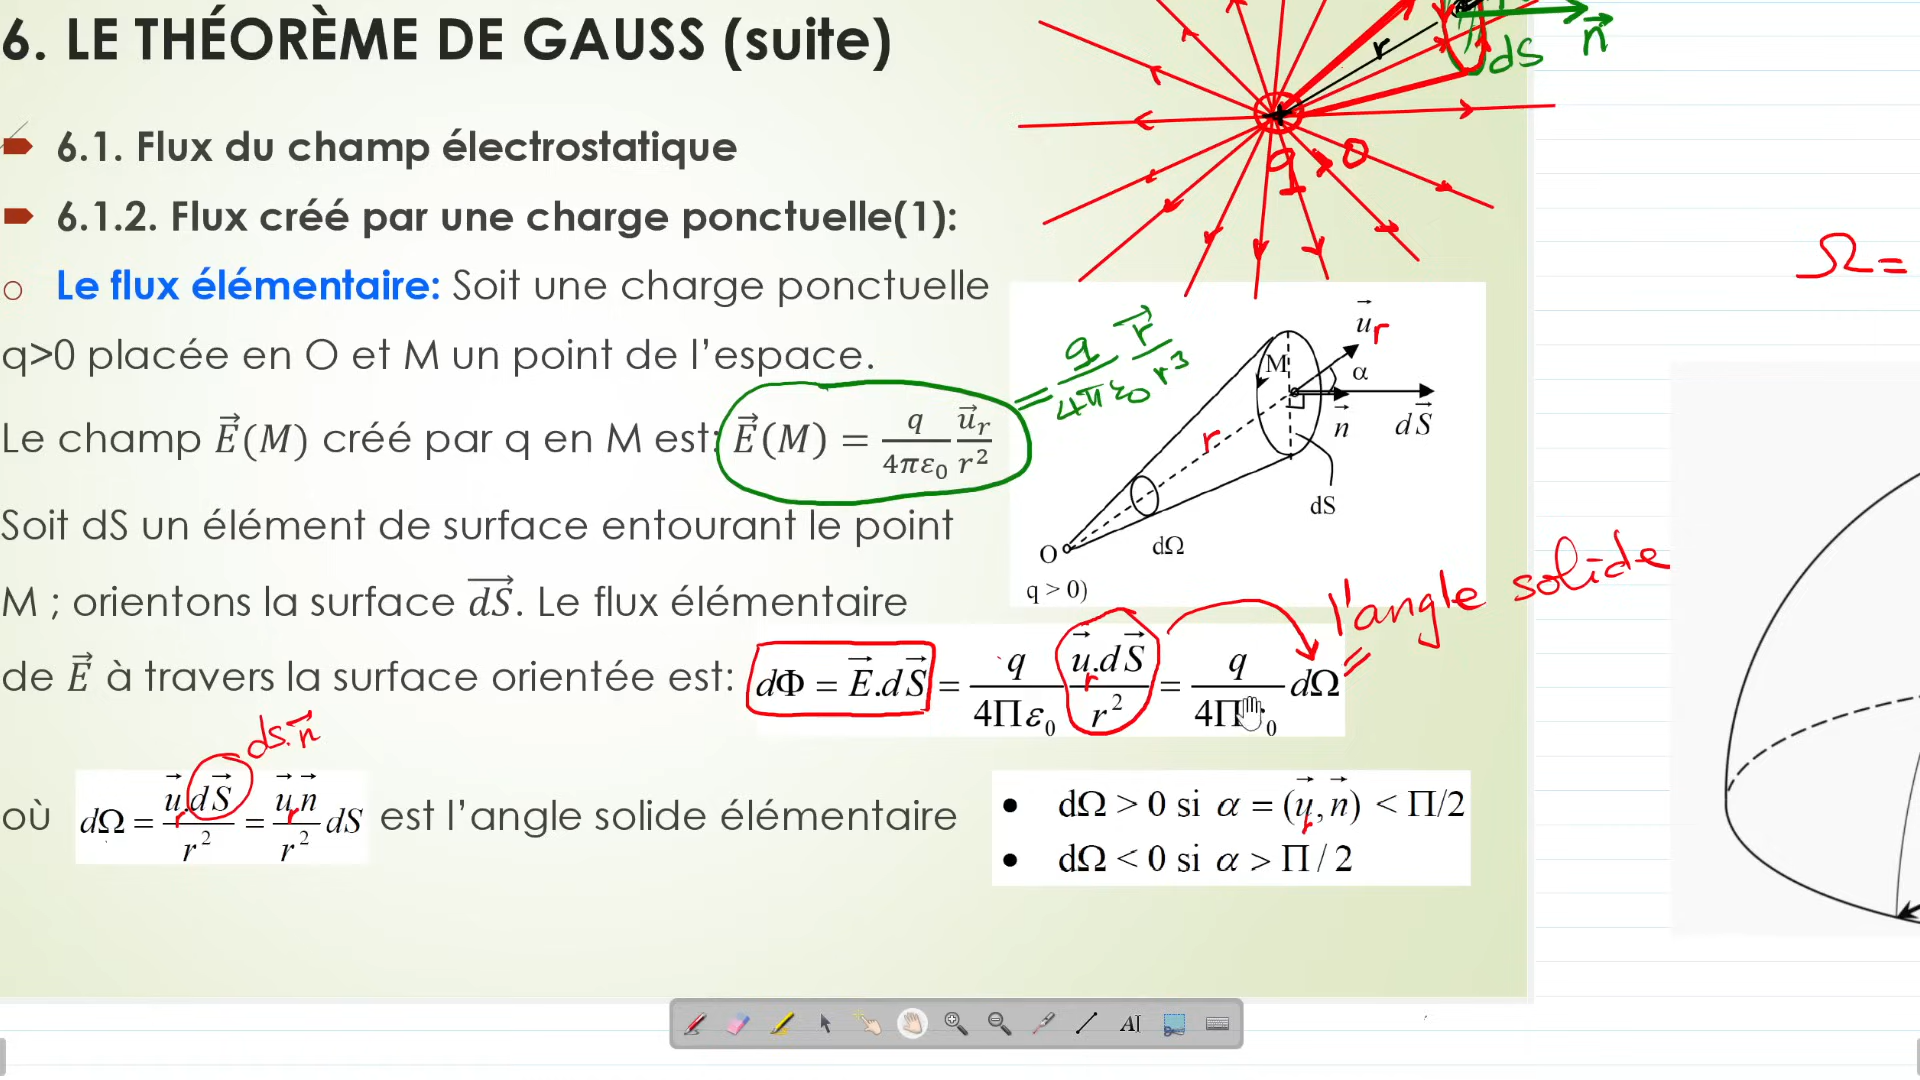 6. LE THÉORÈME DE GAUSS (suite)
r
dS
n⃗
q > 0
6.1. Flux du champ électrostatique
6.1.2. Flux créé par une charge ponctuelle(1):
Ω =
o Le flux élémentaire: Soit une charge ponctuelle
q>0 placée en O et M un point de l'espace.
Le champ E⃗(M) créé par q en M est: E⃗(M) = q/(4πε₀) u⃗ᵣ/r²
= q/(4πε₀) r⃗/r³
Soit dS un élément de surface entourant le point
M ; orientons la surface dS⃗. Le flux élémentaire
de E⃗ à travers la surface orientée est: dΦ = E⃗.dS⃗ = q/(4Πε₀) u⃗ᵣ.dS⃗/r² = q/(4Πε₀) dΩ
u⃗ᵣ
M
α
n⃗
dS⃗
r
dS
dΩ
O
q > 0)
l'angle solide
dS.n⃗
où dΩ = u⃗ᵣ.dS⃗/r² = u⃗ᵣn⃗/r² dS est l'angle solide élémentaire
• dΩ > 0 si α = (u⃗ᵣ, n⃗) < Π/2
• dΩ < 0 si α > Π / 2
AI